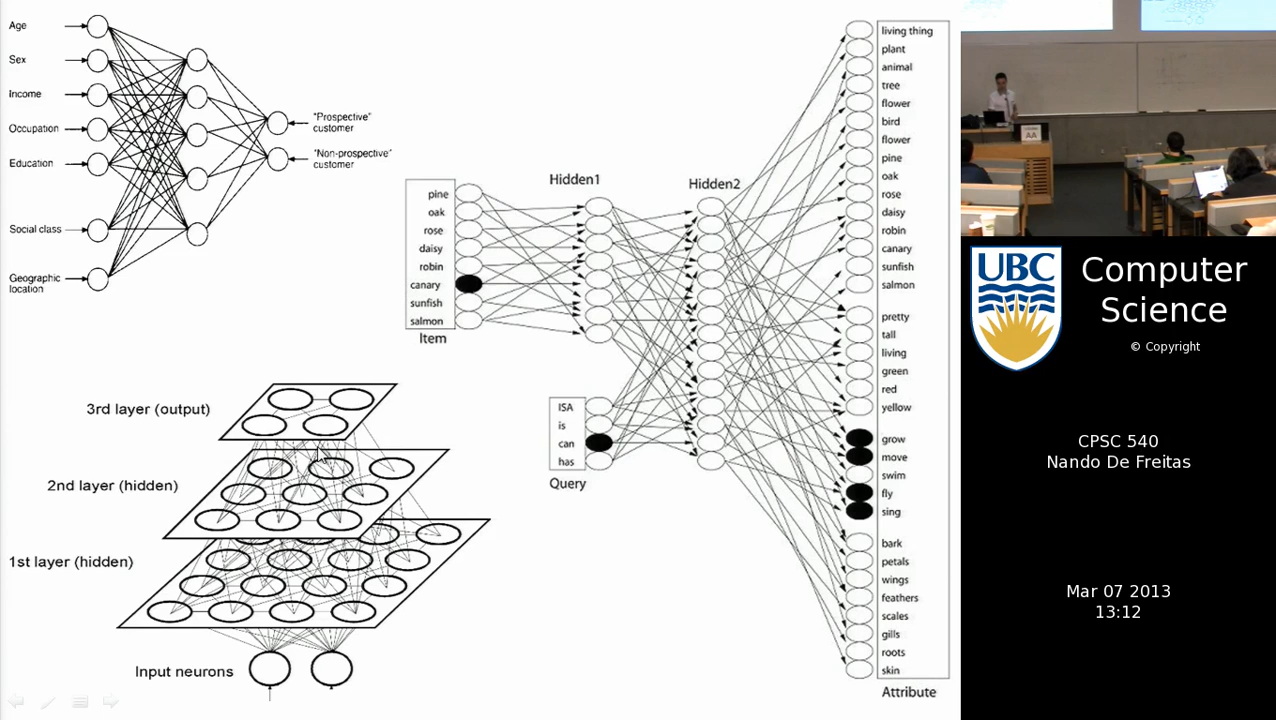 Age
Sex
Income
Occupation
Education
Social class
Geographic
location
"Prospective"
customer
"Non-prospective"
customer
3rd layer (output)
2nd layer (hidden)
1st layer (hidden)
Input neurons
pine
oak
rose
daisy
robin
canary
sunfish
salmon
Item
Hidden1
Hidden2
ISA
is
can
has
Query
living thing
plant
animal
tree
flower
bird
flower
pine
oak
rose
daisy
robin
canary
sunfish
salmon
pretty
tall
living
green
red
yellow
grow
move
swim
fly
sing
bark
petals
wings
feathers
scales
gills
roots
skin
Attribute
AA
UBC
Computer
Science
© Copyright
CPSC 540
Nando De Freitas
Mar 07 2013
13:12